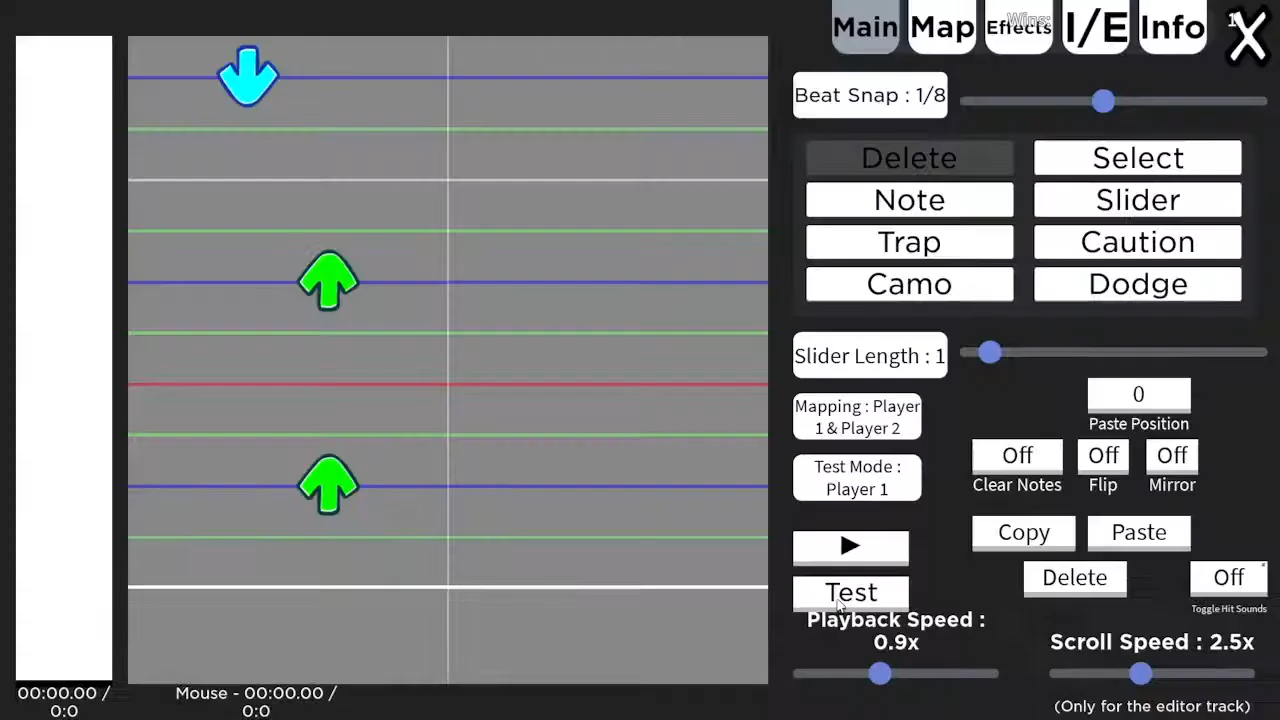 Main Map Effects I/E Info X
Wins:
1
Beat Snap : 1/8
Delete Select
Note Slider
Trap Caution
Camo Dodge
Slider Length : 1
Mapping : Player
1 & Player 2
0
Paste Position
Test Mode :
Player 1
Off Off Off
Clear Notes Flip Mirror
Copy Paste
Delete Off
Toggle Hit Sounds
Test
Playback Speed :
0.9x
Scroll Speed : 2.5x
(Only for the editor track)
00:00.00 /
0:0
Mouse - 00:00.00 /
0:0